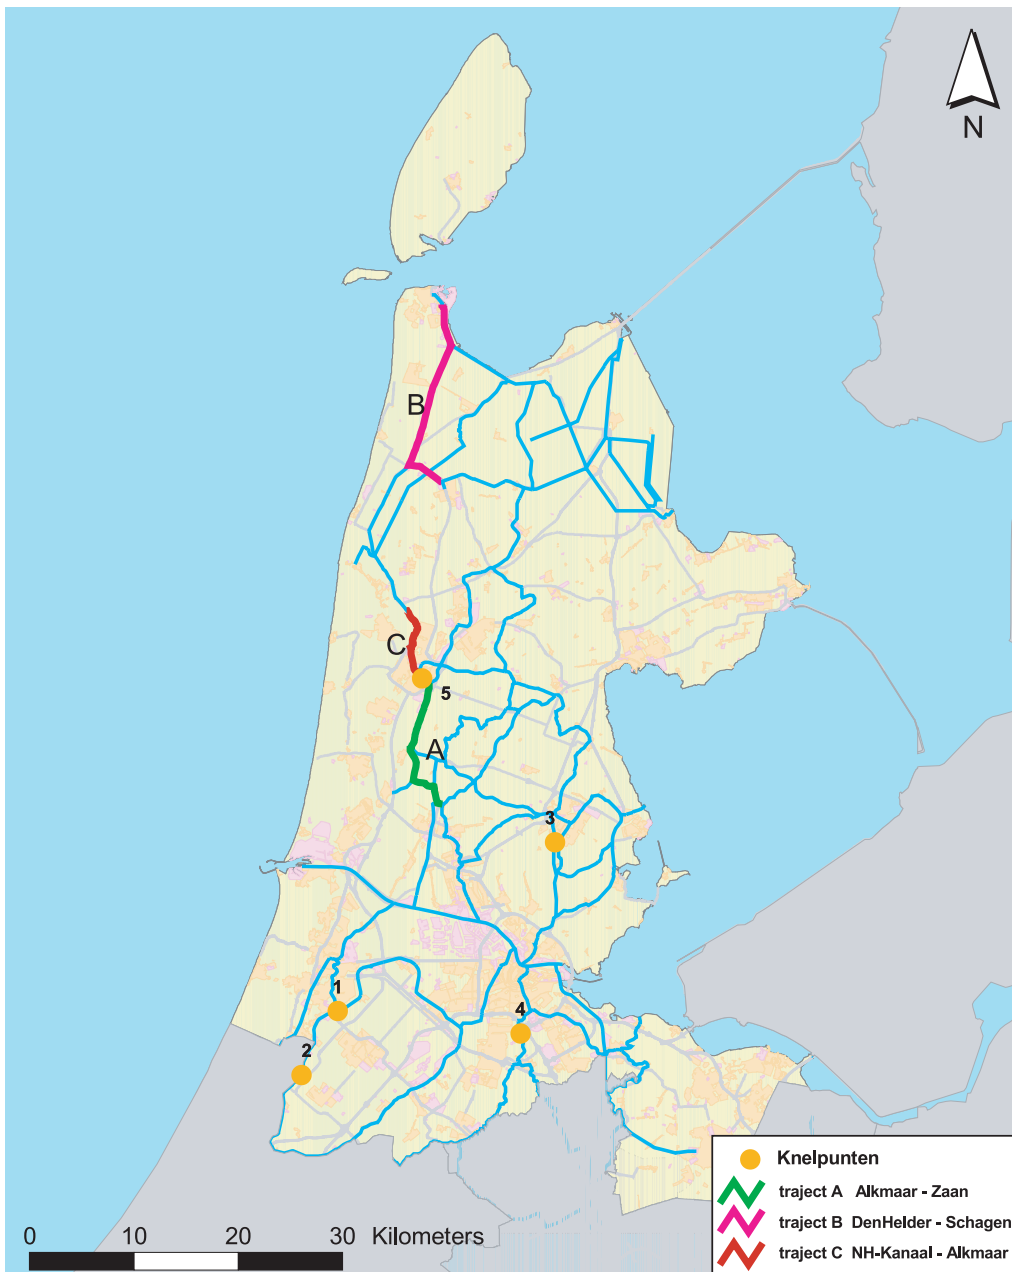 N
B
C
5
A
3
1
4
2
Knelpunten
traject A Alkmaar - Zaan
traject B DenHelder - Schagen
traject C NH-Kanaal - Alkmaar
0 10 20 30 Kilometers